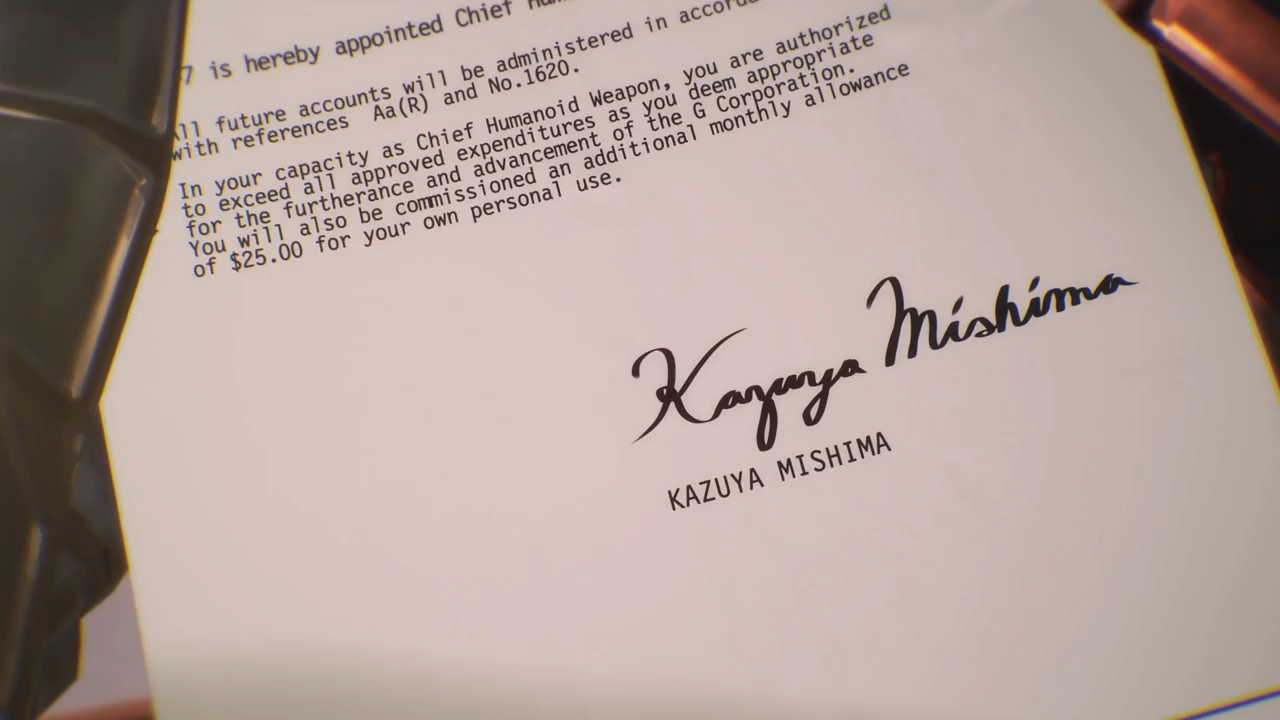 7 is hereby appointed Chief
All future accounts will be administered in
with references Aa(R) and No.1620.
In your capacity as Chief Humanoid Weapon, you are authorized
to exceed all approved expenditures as you deem appropriate
for the furtherance and advancement of the G Corporation.
You will also be commissioned an additional monthly allowance
of $25.00 for your own personal use.
Kazuya Mishima
KAZUYA MISHIMA